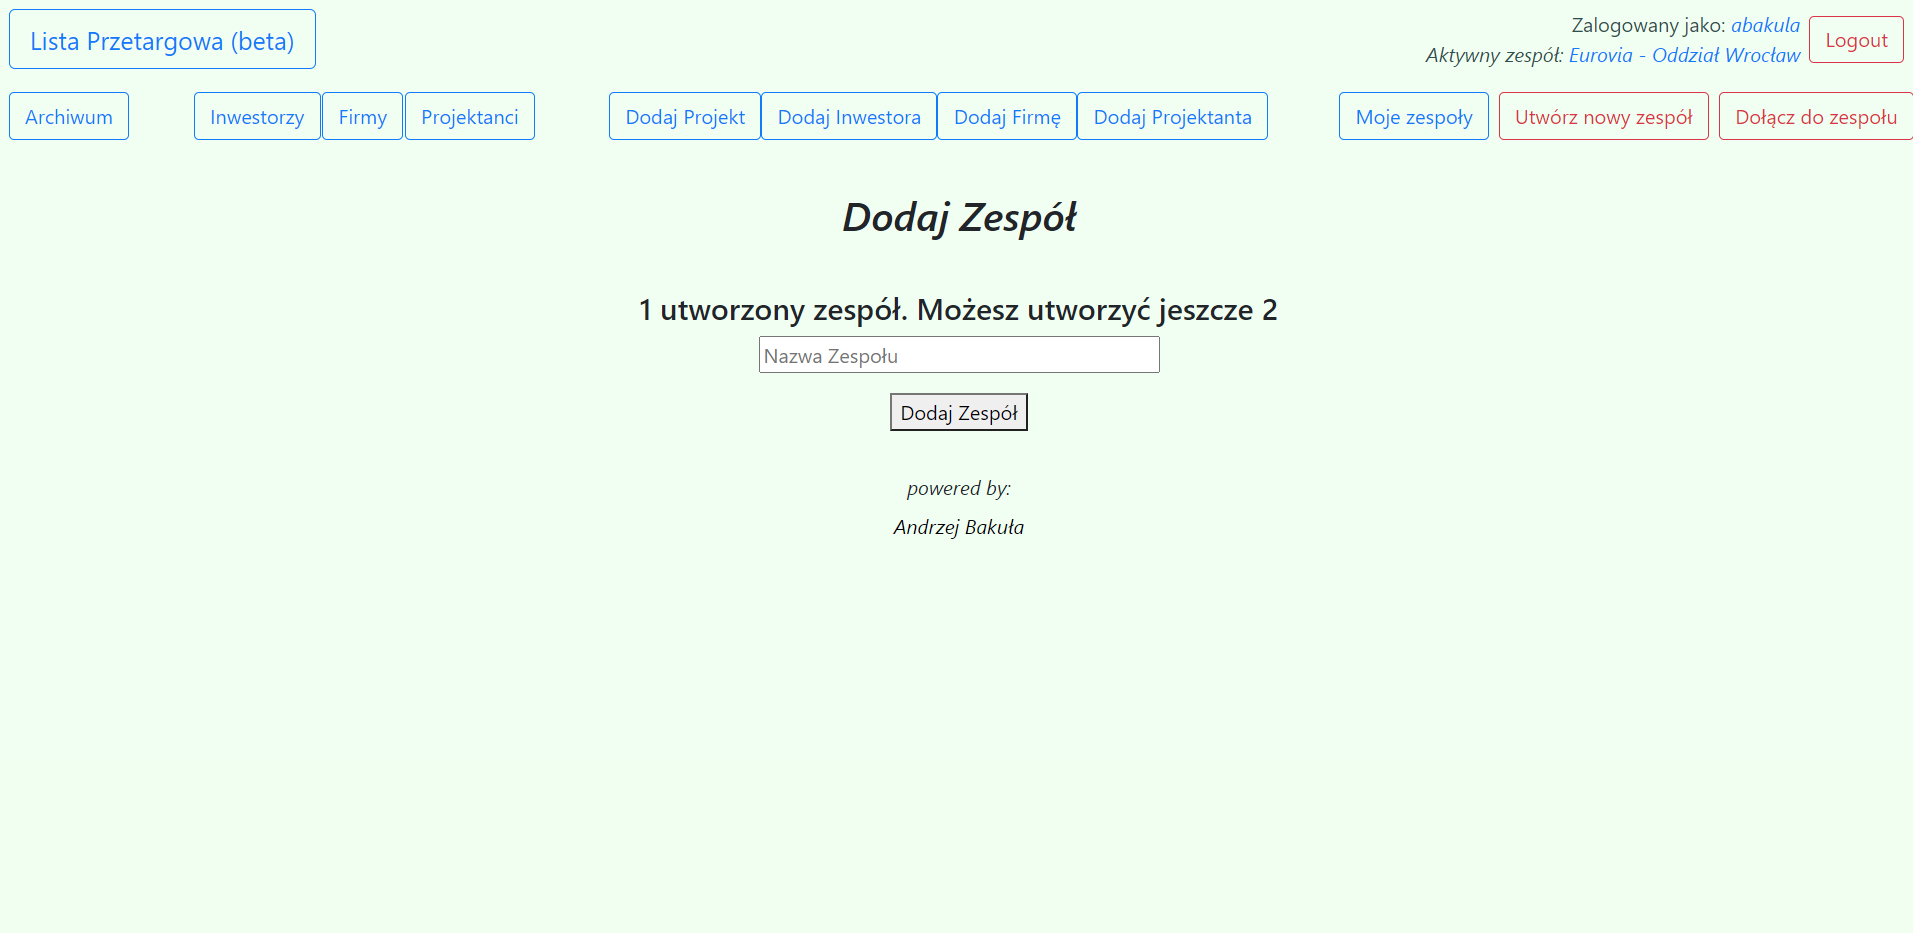 Lista Przetargowa (beta)
Zalogowany jako: abakula
Aktywny zespół: Eurovia - Oddział Wrocław
Logout
Archiwum Inwestorzy Firmy Projektanci Dodaj Projekt Dodaj Inwestora Dodaj Firmę Dodaj Projektanta Moje zespoły Utwórz nowy zespół Dołącz do zespołu
Dodaj Zespół
1 utworzony zespół. Możesz utworzyć jeszcze 2
Nazwa Zespołu
Dodaj Zespół
powered by:
Andrzej Bakuła